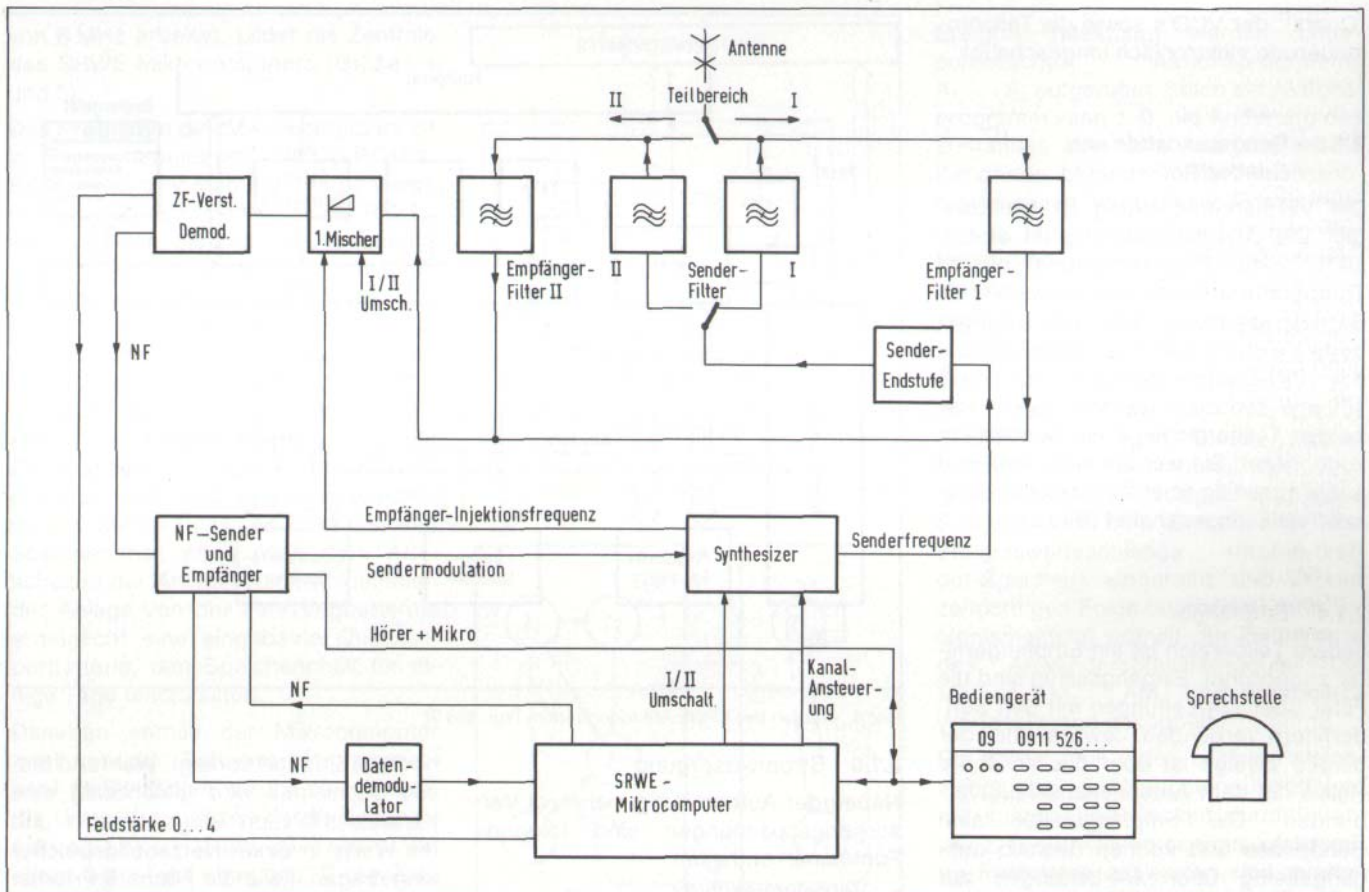 Antenne
Teilbereich
II
I
ZF-Verst.
Demod.
1.Mischer
I/II
Umsch.
Empfänger-
Filter II
II
Sender-
Filter
I
Empfänger-
Filter I
NF
Sender-
Endstufe
NF-Sender
und
Empfänger
Empfänger-Injektionsfrequenz
Sendermodulation
Synthesizer
Senderfrequenz
Hörer + Mikro
NF
I/II
Umschalt.
Kanal-
Ansteuer-
ung
Bediengerät
Sprechstelle
09 0911 526...
NF
Daten-
demodu-
lator
SRWE-
Mikrocomputer
Feldstärke 0...4